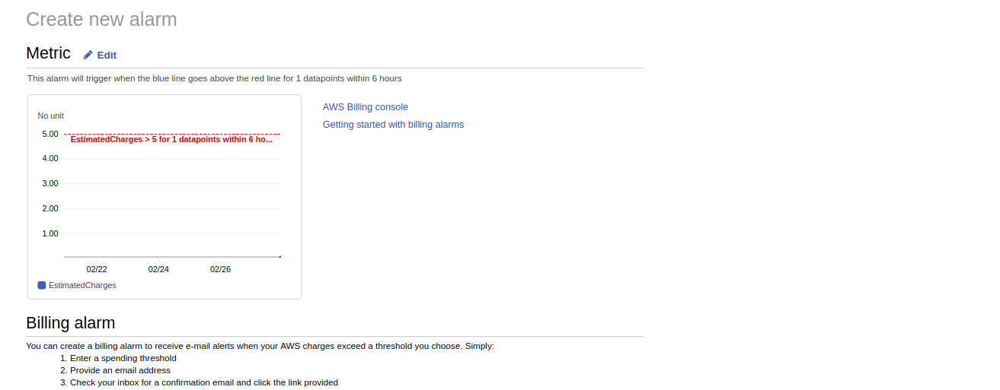 Create new alarm
Metric Edit
This alarm will trigger when the blue line goes above the red line for 1 datapoints within 6 hours
No unit
AWS Billing console
Getting started with billing alarms
5.00
EstimatedCharges > 5 for 1 datapoints within 6 ho...
4.00
3.00
2.00
1.00
02/22 02/24 02/26
EstimatedCharges
Billing alarm
You can create a billing alarm to receive e-mail alerts when your AWS charges exceed a threshold you choose. Simply:
1. Enter a spending threshold
2. Provide an email address
3. Check your inbox for a confirmation email and click the link provided